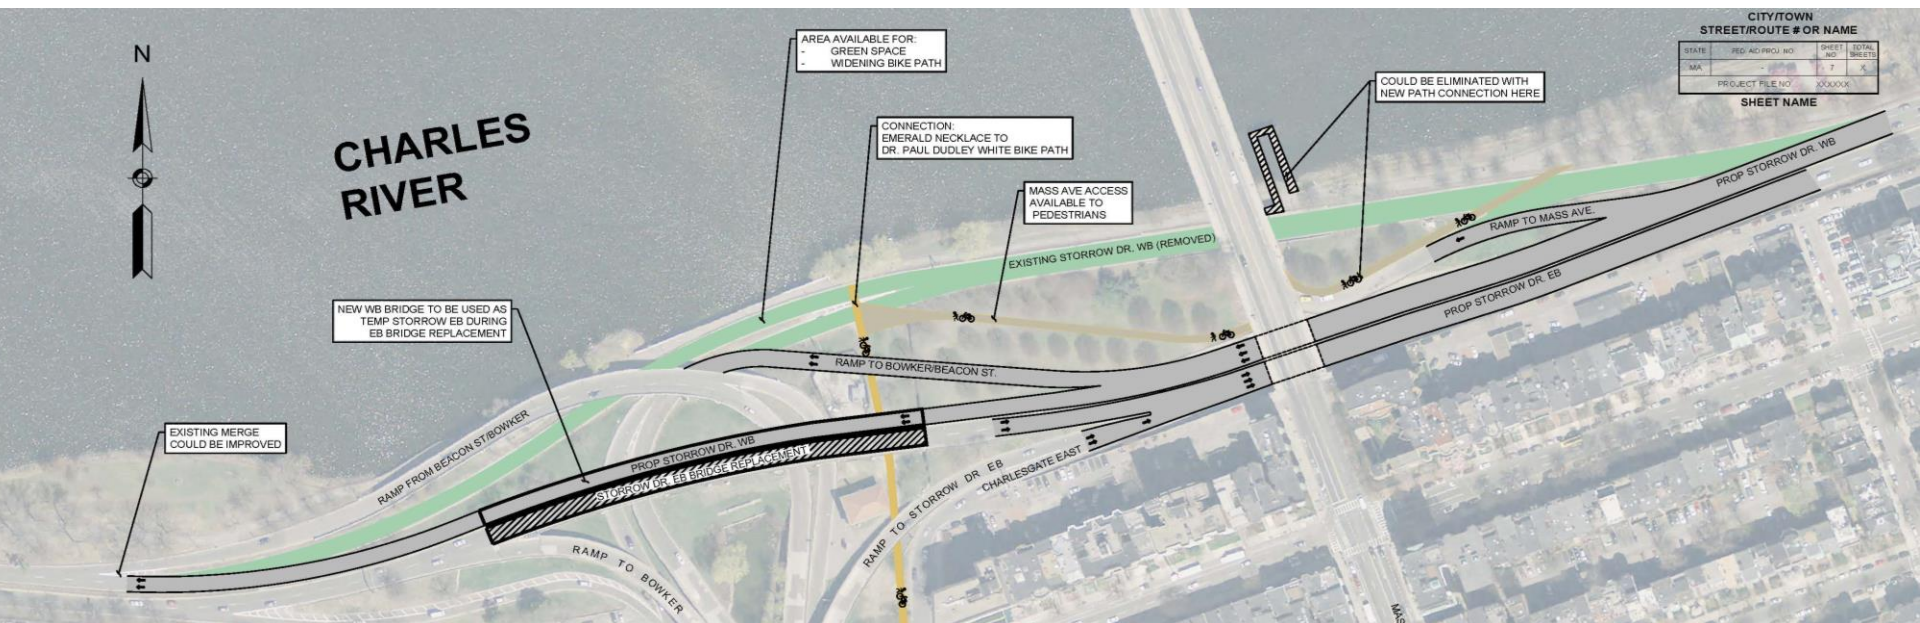 CITY/TOWN
STREET/ROUTE # OR NAME
STATE
FED. AID PROJ. NO.
SHEET NO.
TOTAL SHEETS
MA
-
7
X
PROJECT FILE NO.
XXXXXX
SHEET NAME
N
CHARLES
RIVER
AREA AVAILABLE FOR:
- GREEN SPACE
- WIDENING BIKE PATH
CONNECTION:
EMERALD NECKLACE TO
DR. PAUL DUDLEY WHITE BIKE PATH
MASS AVE ACCESS
AVAILABLE TO
PEDESTRIANS
COULD BE ELIMINATED WITH
NEW PATH CONNECTION HERE
NEW WB BRIDGE TO BE USED AS
TEMP STORROW EB DURING
EB BRIDGE REPLACEMENT
EXISTING MERGE
COULD BE IMPROVED
EXISTING STORROW DR. WB (REMOVED)
PROP STORROW DR. WB
RAMP TO MASS AVE.
PROP STORROW DR. EB
RAMP TO BOWKER/BEACON ST.
RAMP FROM BEACON ST/BOWKER
PROP STORROW DR. WB
STORROW DR. EB BRIDGE REPLACEMENT
RAMP TO STORROW DR EB
CHARLESGATE EAST
RAMP TO BOWKER
MAS